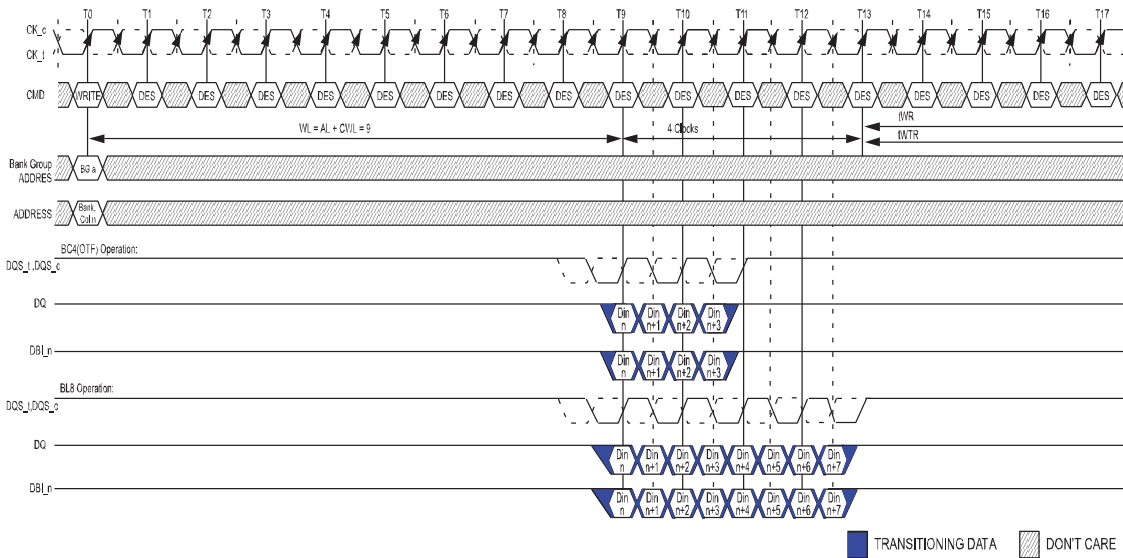 T0 T1 T2 T3 T4 T5 T6 T7 T8 T9 T10 T11 T12 T13 T14 T15 T16 T17
CK_c
CK_t
CMD WRITE DES DES DES DES DES DES DES DES DES DES DES DES DES DES DES DES DES
WL = AL + CWL = 9
4 Clocks
tWR
tWTR
Bank Group
ADDRES
BG a
ADDRESS
Bank,
Col n
BC4(OTF) Operation:
DQS_t ,DQS_c
DQ
Din Din Din Din
n n+1 n+2 n+3
DBI_n
Din Din Din Din
n n+1 n+2 n+3
BL8 Operation:
DQS_t,DQS_c
DQ
Din Din Din Din Din Din Din Din
n n+1 n+2 n+3 n+4 n+5 n+6 n+7
DBI_n
Din Din Din Din Din Din Din Din
n n+1 n+2 n+3 n+4 n+5 n+6 n+7
TRANSITIONING DATA DON'T CARE